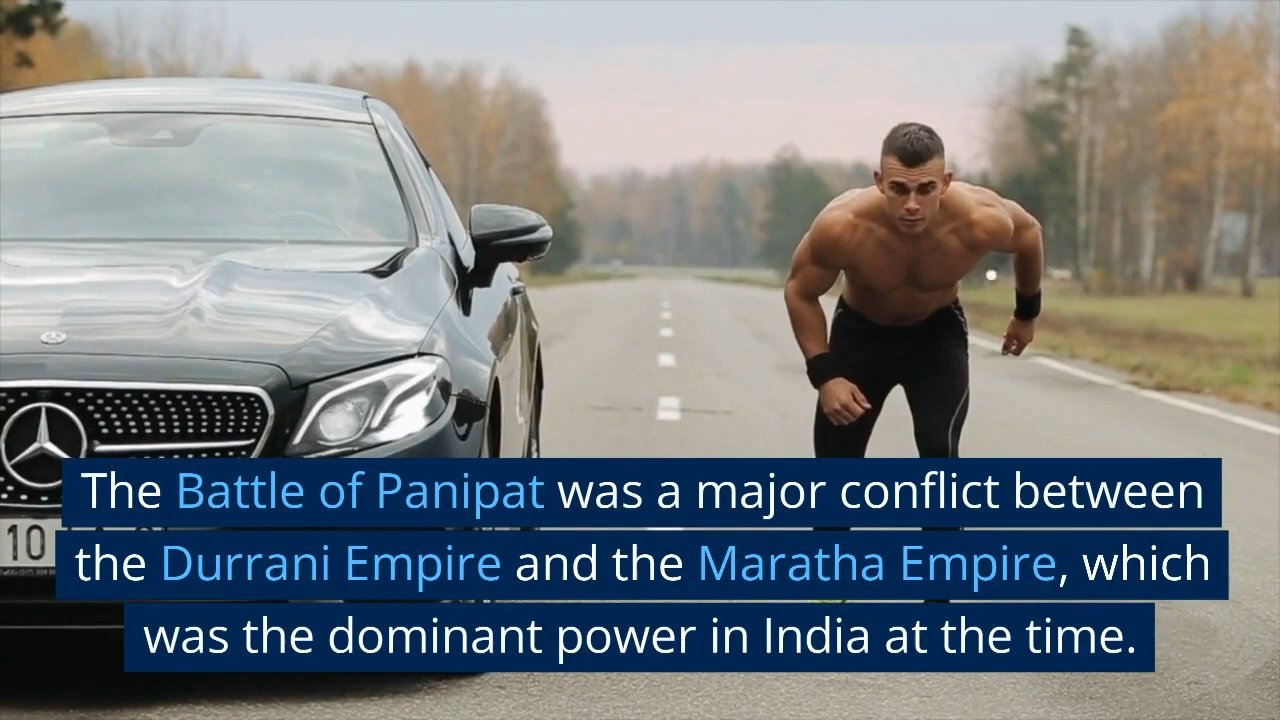 The Battle of Panipat was a major conflict between
the Durrani Empire and the Maratha Empire, which
was the dominant power in India at the time.
10